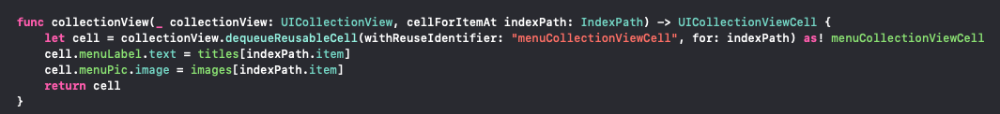 func collectionView(_ collectionView: UICollectionView, cellForItemAt indexPath: IndexPath) -> UICollectionViewCell {
    let cell = collectionView.dequeueReusableCell(withReuseIdentifier: "menuCollectionViewCell", for: indexPath) as! menuCollectionViewCell
    cell.menuLabel.text = titles[indexPath.item]
    cell.menuPic.image = images[indexPath.item]
    return cell
}